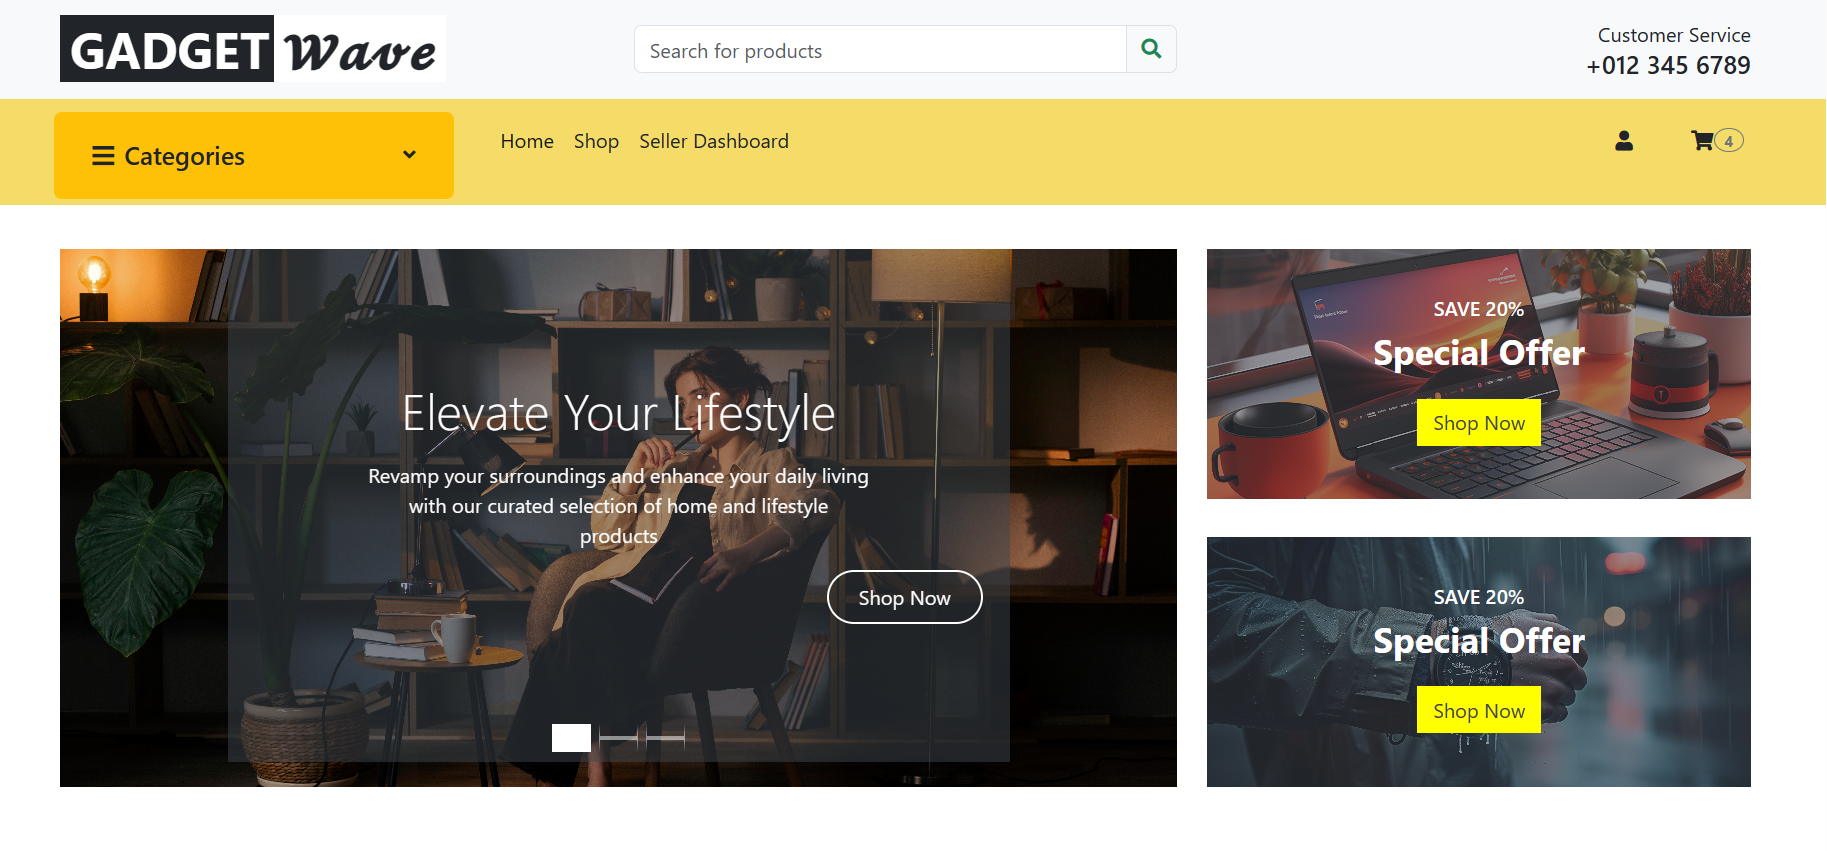 GADGET Wave
Search for products
Customer Service
+012 345 6789
Categories
Home Shop Seller Dashboard
4
Elevate Your Lifestyle
Revamp your surroundings and enhance your daily living
with our curated selection of home and lifestyle
products
Shop Now
SAVE 20%
Special Offer
Shop Now
SAVE 20%
Special Offer
Shop Now